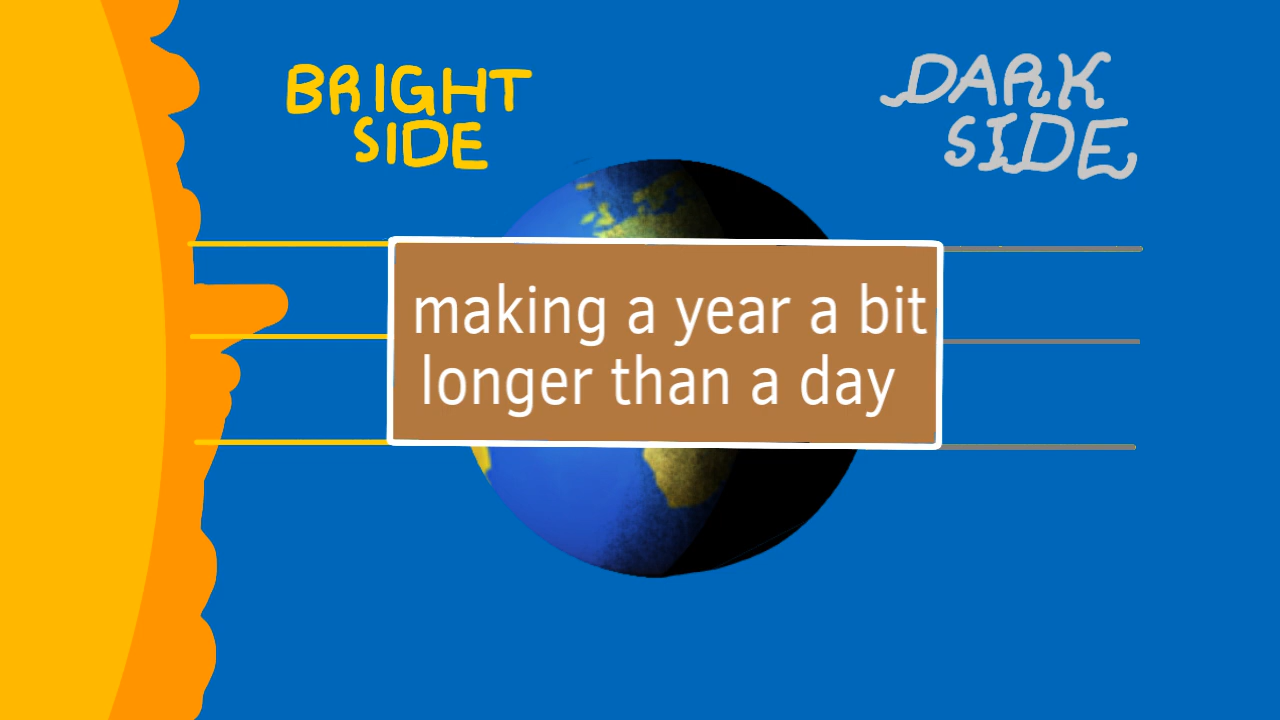 BRIGHT
SIDE
DARK
SIDE
making a year a bit
longer than a day